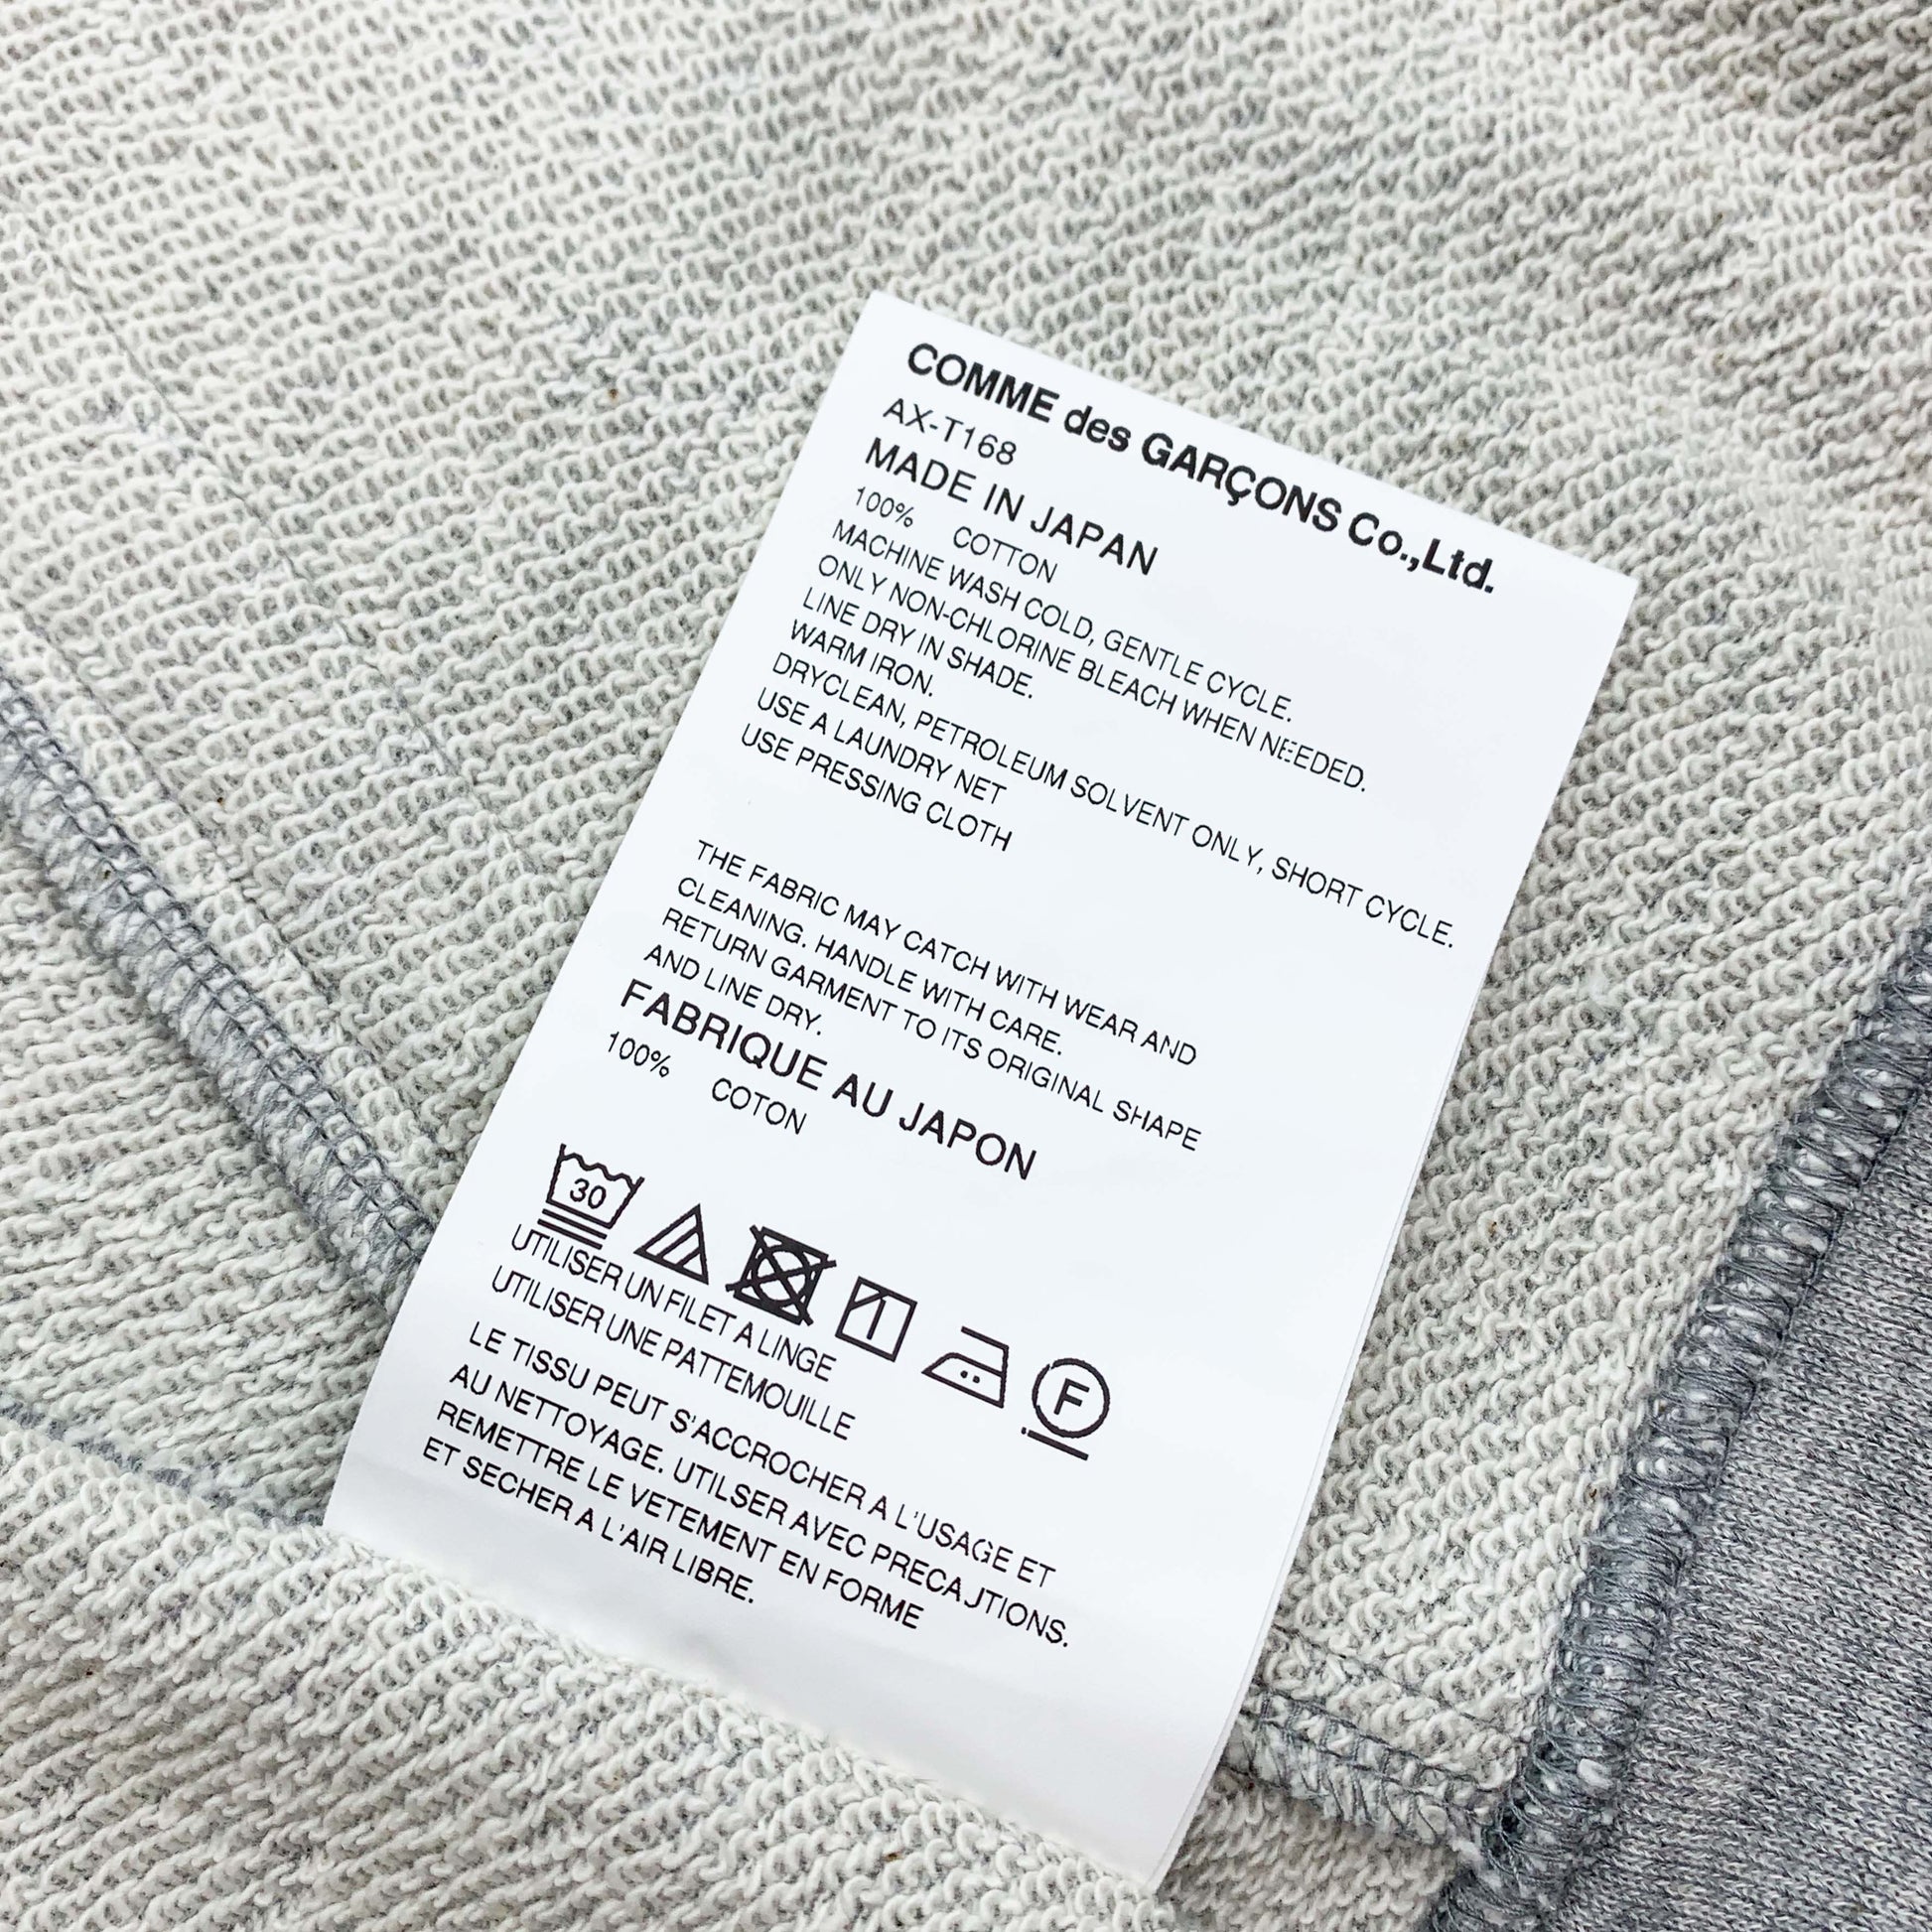 COMME des GARÇONS Co.,Ltd.
AX-T168
MADE IN JAPAN
100% COTTON
MACHINE WASH COLD, GENTLE CYCLE.
ONLY NON-CHLORINE BLEACH WHEN NEEDED.
LINE DRY IN SHADE.
WARM IRON.
DRYCLEAN, PETROLEUM SOLVENT ONLY, SHORT CYCLE.
USE A LAUNDRY NET
USE PRESSING CLOTH
THE FABRIC MAY CATCH WITH WEAR AND
CLEANING. HANDLE WITH CARE.
RETURN GARMENT TO ITS ORIGINAL SHAPE
AND LINE DRY.
FABRIQUE AU JAPON
100% COTON
30
F
UTILISER UN FILET A LINGE
UTILISER UNE PATTEMOUILLE
LE TISSU PEUT S'ACCROCHER A L'USAGE ET
AU NETTOYAGE. UTILSER AVEC PRECAUTIONS.
REMETTRE LE VETEMENT EN FORME
ET SECHER A L'AIR LIBRE.